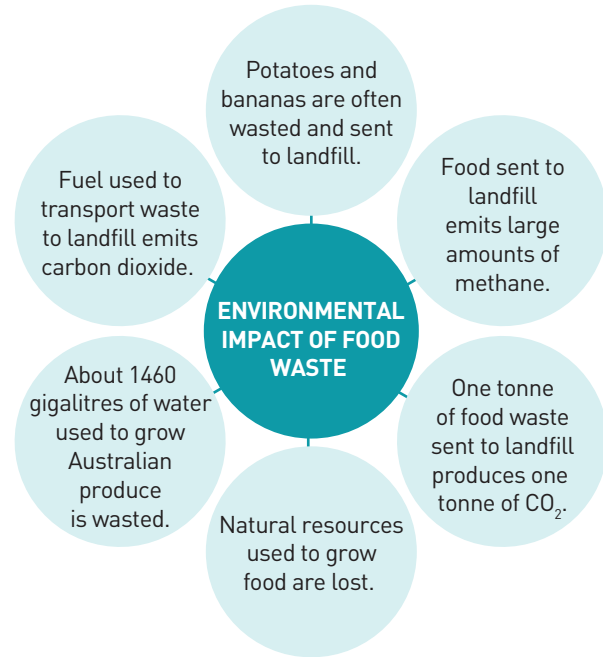 Potatoes and
bananas are often
wasted and sent
to landfill.
Food sent to
landfill
emits large
amounts of
methane.
One tonne
of food waste
sent to landfill
produces one
tonne of CO₂.
Natural resources
used to grow
food are lost.
About 1460
gigalitres of water
used to grow
Australian
produce
is wasted.
Fuel used to
transport waste
to landfill emits
carbon dioxide.
ENVIRONMENTAL
IMPACT OF FOOD
WASTE